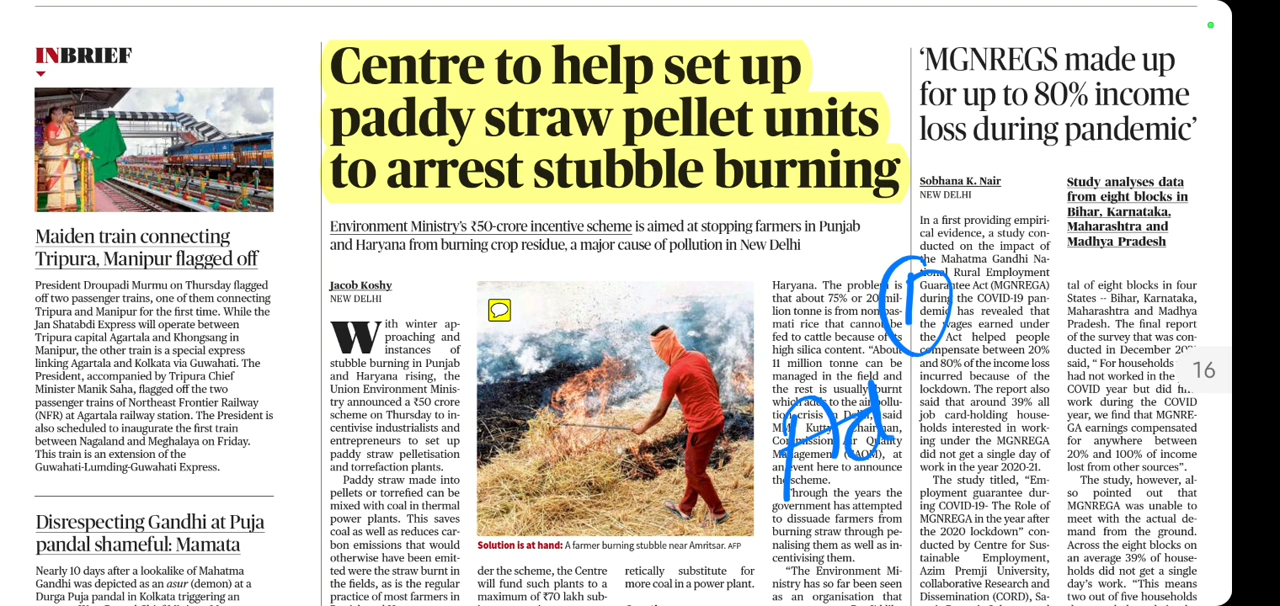 INBRIEF
Maiden train connecting
Tripura, Manipur flagged off
President Droupadi Murmu on Thursday flagged
off two passenger trains, one of them connecting
Tripura and Manipur for the first time. While the
Jan Shatabdi Express will operate between
Tripura capital Agartala and Khongsang in
Manipur, the other train is a special express
linking Agartala and Kolkata via Guwahati. The
President, accompanied by Tripura Chief
Minister Manik Saha, flagged off the two
passenger trains of Northeast Frontier Railway
(NFR) at Agartala railway station. The President is
also scheduled to inaugurate the first train
between Nagaland and Meghalaya on Friday.
This train is an extension of the
Guwahati-Lumding-Guwahati Express.
Disrespecting Gandhi at Puja
pandal shameful: Mamata
Nearly 10 days after a lookalike of Mahatma
Gandhi was depicted as an asur (demon) at a
Durga Puja pandal in Kolkata triggering an
Centre to help set up
paddy straw pellet units
to arrest stubble burning
Environment Ministry's ₹50-crore incentive scheme is aimed at stopping farmers in Punjab
and Haryana from burning crop residue, a major cause of pollution in New Delhi
Jacob Koshy
NEW DELHI
With winter ap-
proaching and
instances of
stubble burning in Punjab
and Haryana rising, the
Union Environment Minis-
try announced a ₹50 crore
scheme on Thursday to in-
centivise industrialists and
entrepreneurs to set up
paddy straw pelletisation
and torrefaction plants.
Paddy straw made into
pellets or torrefied can be
mixed with coal in thermal
power plants. This saves
coal as well as reduces car-
bon emissions that would
otherwise have been emit-
ted were the straw burnt in
the fields, as is the regular
practice of most farmers in
Solution is at hand: A farmer burning stubble near Amritsar. AFP
der the scheme, the Centre
will fund such plants to a
maximum of ₹70 lakh sub-
retically substitute for
more coal in a power plant.
Haryana. The problem is
that about 75% or 20 mil-
lion tonne is from non-bas-
mati rice that cannot be
fed to cattle because of its
high silica content. "About
11 million tonne can be
managed in the field and
the rest is usually burnt
which adds to the air pollu-
tion crisis in Delhi," said
M.M. Kutty, Chairman,
Commission Air Quality
Management (CAQM), at
an event here to announce
the scheme.
Through the years the
government has attempted
to dissuade farmers from
burning straw through pe-
nalising them as well as in-
centivising them.
"The Environment Mi-
nistry has so far been seen
as an organisation that
Ad
1
'MGNREGS made up
for up to 80% income
loss during pandemic'
Sobhana K. Nair
NEW DELHI
In a first providing empiri-
cal evidence, a study con-
ducted on the impact of
the Mahatma Gandhi Na-
tional Rural Employment
Guarantee Act (MGNREGA)
during the COVID-19 pan-
demic has revealed that
the wages earned under
the Act helped people
compensate between 20%
and 80% of the income loss
incurred because of the
lockdown. The report also
said that around 39% all
job card-holding house-
holds interested in work-
ing under the MGNREGA
did not get a single day of
work in the year 2020-21.
The study titled, "Em-
ployment guarantee dur-
ing COVID-19- The Role of
MGNREGA in the year after
the 2020 lockdown" con-
ducted by Centre for Sus-
tainable Employment,
Azim Premji University,
collaborative Research and
Dissemination (CORD), Sa-
Study analyses data
from eight blocks in
Bihar, Karnataka,
Maharashtra and
Madhya Pradesh
tal of eight blocks in four
States -- Bihar, Karnataka,
Maharashtra and Madhya
Pradesh. The final report
of the survey that was con-
ducted in December
said, "For households
had not worked in the
COVID year but did
work during the COVID
year, we find that MGNRE-
GA earnings compensated
for anywhere between
20% and 100% of income
lost from other sources".
The study, however, al-
so pointed out that
MGNREGA was unable to
meet with the actual de-
mand from the ground.
Across the eight blocks on
an average 39% of house-
holds did not get a single
day's work. "This means
two out of five households
16